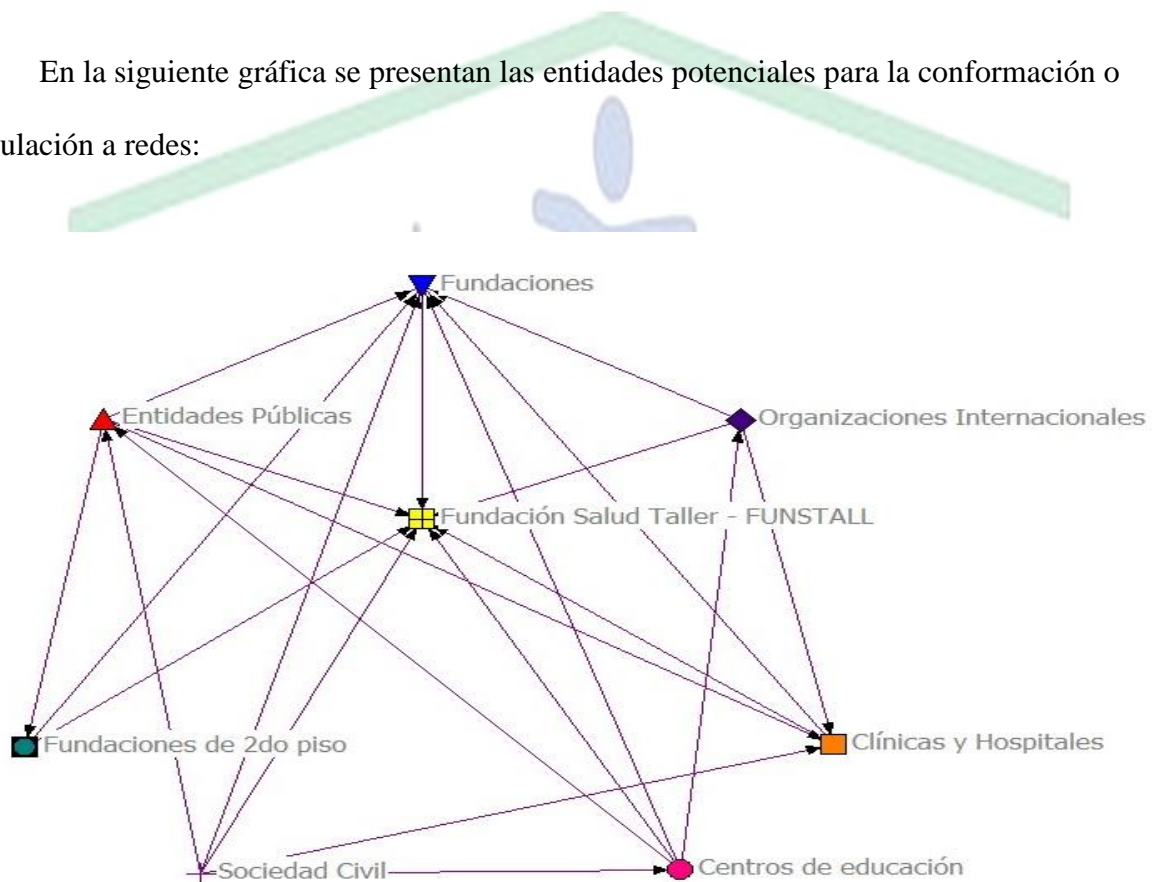 En la siguiente gráfica se presentan las entidades potenciales para la conformación o
ulación a redes:
Fundaciones
Entidades Públicas
Organizaciones Internacionales
Fundación Salud Taller - FUNSTALL
Fundaciones de 2do piso
Clínicas y Hospitales
Sociedad Civil
Centros de educación